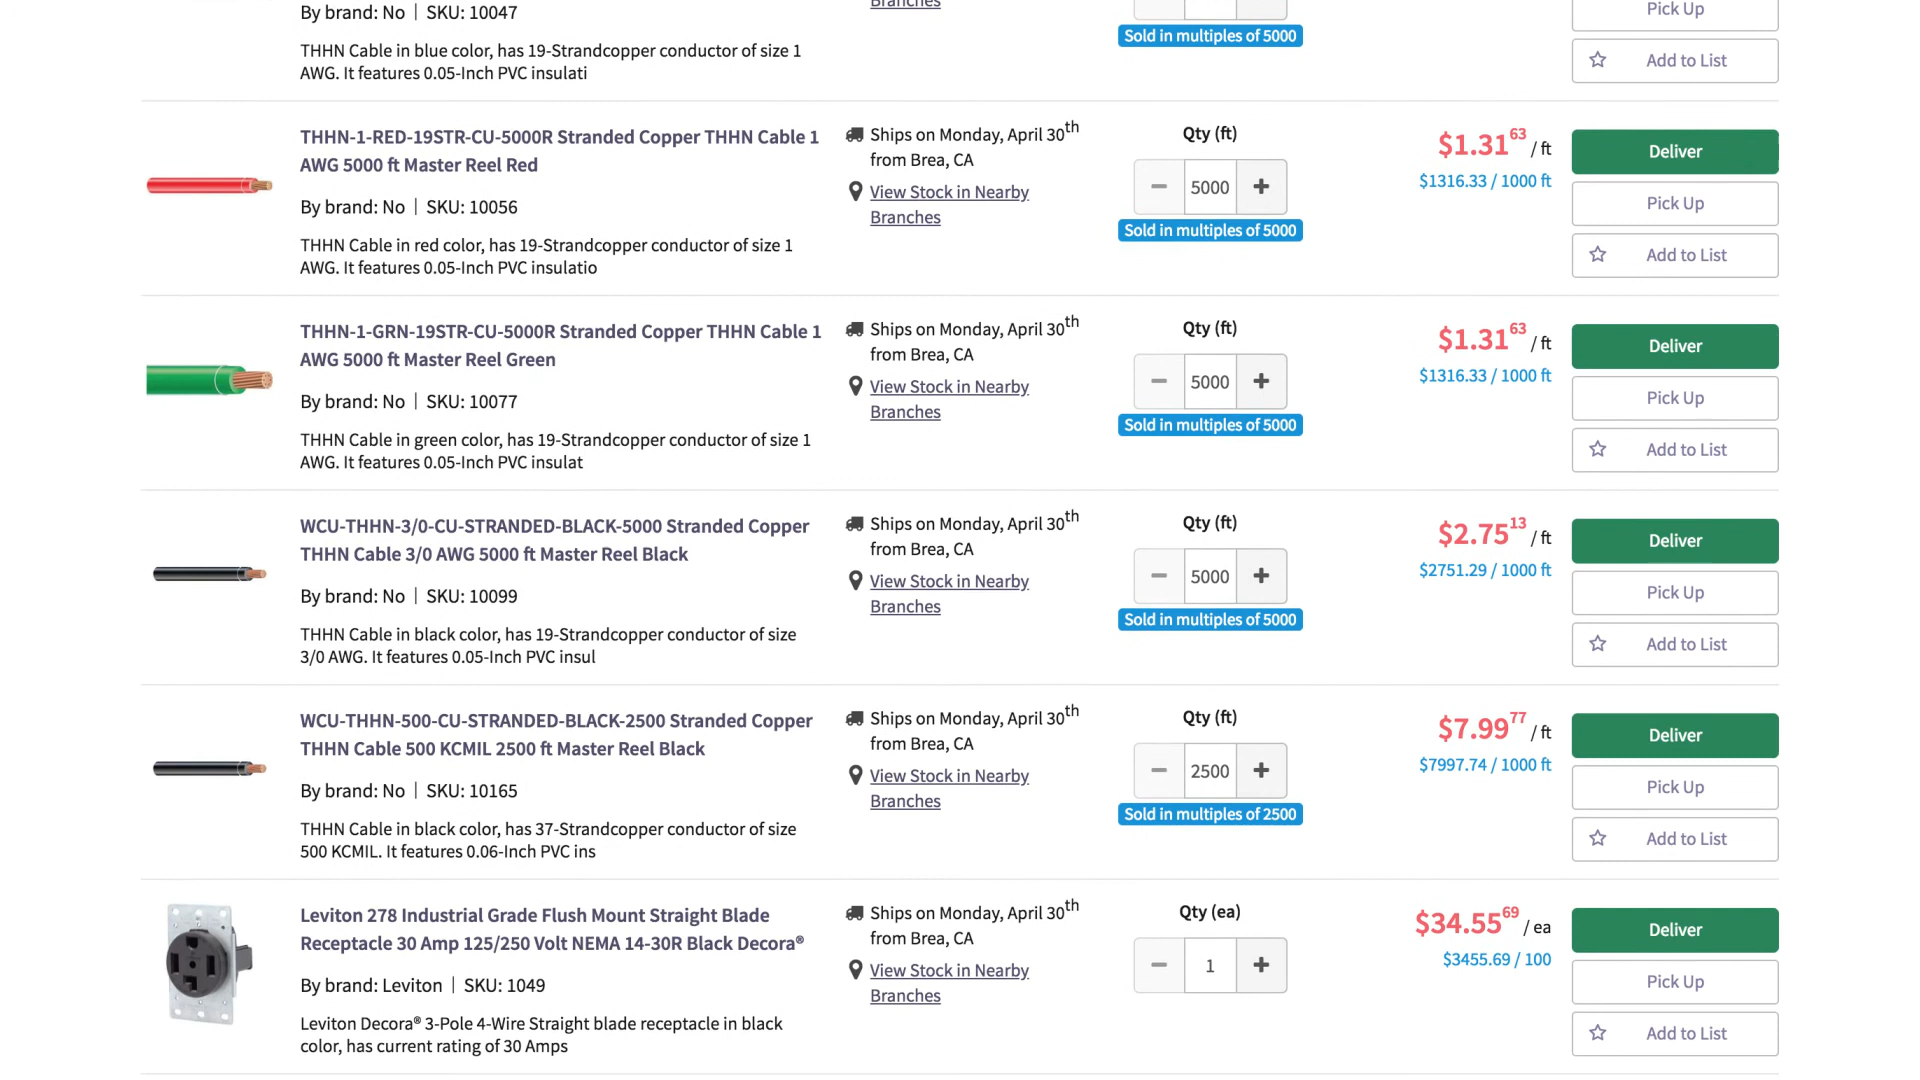 By brand: No | SKU: 10047
Branches
Pick Up
Sold in multiples of 5000
THHN Cable in blue color, has 19-Strandcopper conductor of size 1
AWG. It features 0.05-Inch PVC insulati
Add to List
THHN-1-RED-19STR-CU-5000R Stranded Copper THHN Cable 1
AWG 5000 ft Master Reel Red
By brand: No | SKU: 10056
THHN Cable in red color, has 19-Strandcopper conductor of size 1
AWG. It features 0.05-Inch PVC insulatio
Ships on Monday, April 30th
from Brea, CA
View Stock in Nearby
Branches
Qty (ft)
5000
Sold in multiples of 5000
$1.3163 / ft
$1316.33 / 1000 ft
Deliver
Pick Up
Add to List
THHN-1-GRN-19STR-CU-5000R Stranded Copper THHN Cable 1
AWG 5000 ft Master Reel Green
By brand: No | SKU: 10077
THHN Cable in green color, has 19-Strandcopper conductor of size 1
AWG. It features 0.05-Inch PVC insulat
Ships on Monday, April 30th
from Brea, CA
View Stock in Nearby
Branches
Qty (ft)
5000
Sold in multiples of 5000
$1.3163 / ft
$1316.33 / 1000 ft
Deliver
Pick Up
Add to List
WCU-THHN-3/0-CU-STRANDED-BLACK-5000 Stranded Copper
THHN Cable 3/0 AWG 5000 ft Master Reel Black
By brand: No | SKU: 10099
THHN Cable in black color, has 19-Strandcopper conductor of size
3/0 AWG. It features 0.05-Inch PVC insul
Ships on Monday, April 30th
from Brea, CA
View Stock in Nearby
Branches
Qty (ft)
5000
Sold in multiples of 5000
$2.7513 / ft
$2751.29 / 1000 ft
Deliver
Pick Up
Add to List
WCU-THHN-500-CU-STRANDED-BLACK-2500 Stranded Copper
THHN Cable 500 KCMIL 2500 ft Master Reel Black
By brand: No | SKU: 10165
THHN Cable in black color, has 37-Strandcopper conductor of size
500 KCMIL. It features 0.06-Inch PVC ins
Ships on Monday, April 30th
from Brea, CA
View Stock in Nearby
Branches
Qty (ft)
2500
Sold in multiples of 2500
$7.9977 / ft
$7997.74 / 1000 ft
Deliver
Pick Up
Add to List
Leviton 278 Industrial Grade Flush Mount Straight Blade
Receptacle 30 Amp 125/250 Volt NEMA 14-30R Black Decora®
By brand: Leviton | SKU: 1049
Leviton Decora® 3-Pole 4-Wire Straight blade receptacle in black
color, has current rating of 30 Amps
Ships on Monday, April 30th
from Brea, CA
View Stock in Nearby
Branches
Qty (ea)
1
$34.5569 / ea
$3455.69 / 100
Deliver
Pick Up
Add to List